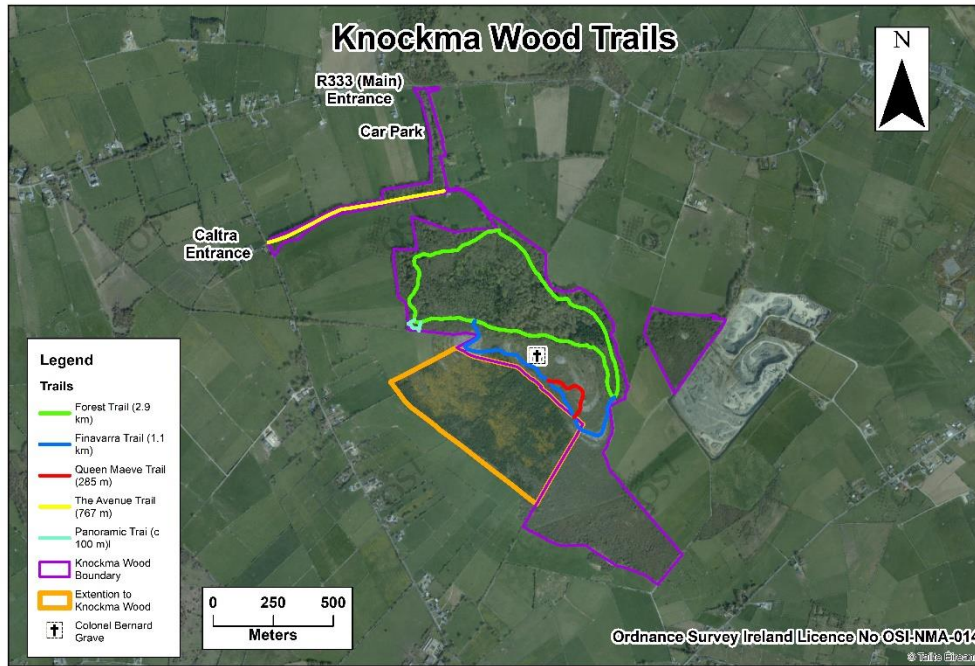 Knockma Wood Trails
N
R333 (Main)
Entrance
Car Park
Caltra
Entrance
Legend
Trails
Forest Trail (2.9
km)
Finavarra Trail (1.1
km)
Queen Maeve Trail
(285 m)
The Avenue Trail
(767 m)
Panoramic Trai (c
100 m)l
Knockma Wood
Boundary
Extention to
Knockma Wood
Colonel Bernard
Grave
0 250 500
Meters
Ordnance Survey Ireland Licence No OSI-NMA-014
© Tailte Éirean